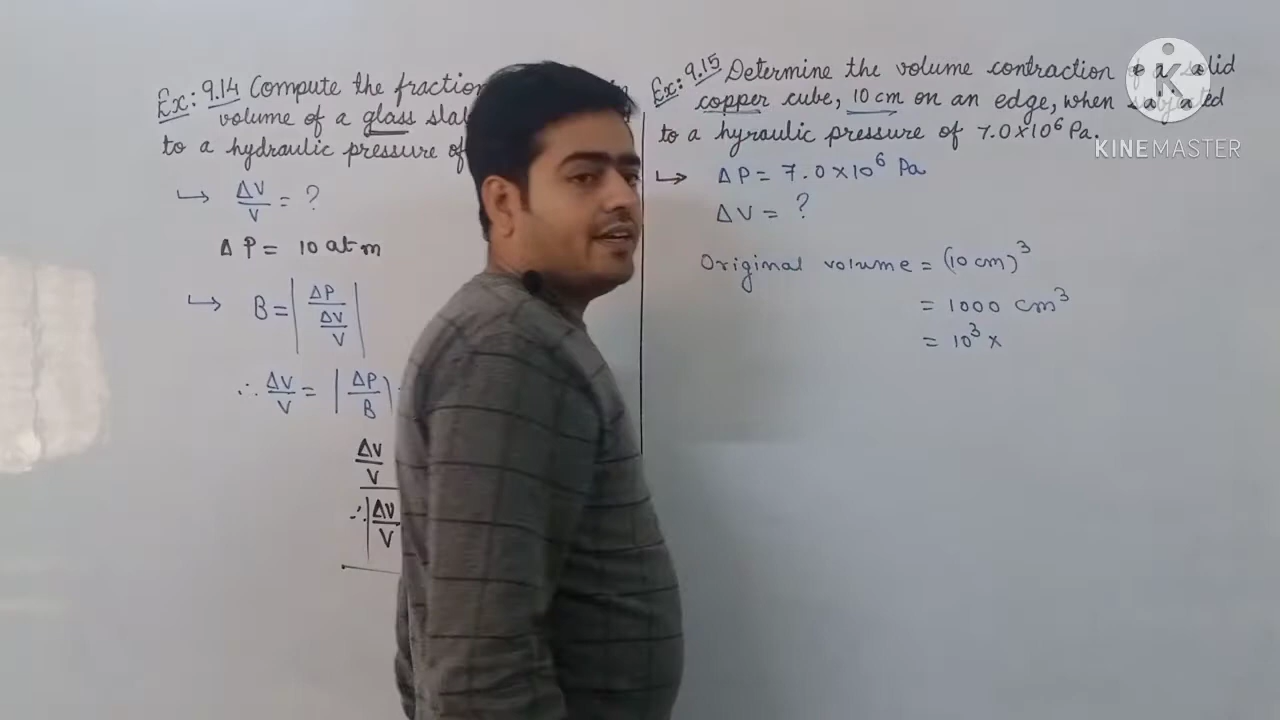 Ex: 9.14 Compute the fraction
volume of a glass slab
to a hydraulic pressure of
↳ ΔV/V = ?
ΔP = 10 atm
↳ B = |ΔP/(ΔV/V)|
∴ ΔV/V = |ΔP/B|
ΔV/V
∴ |ΔV/V
Ex: 9.15 Determine the volume contraction of a solid
copper cube, 10 cm on an edge, when subjected
to a hyraulic pressure of 7.0×10⁶ Pa.
↳ ΔP = 7.0×10⁶ Pa
ΔV = ?
Original volume = (10 cm)³
= 1000 cm³
= 10³ ×
K
KINEMASTER